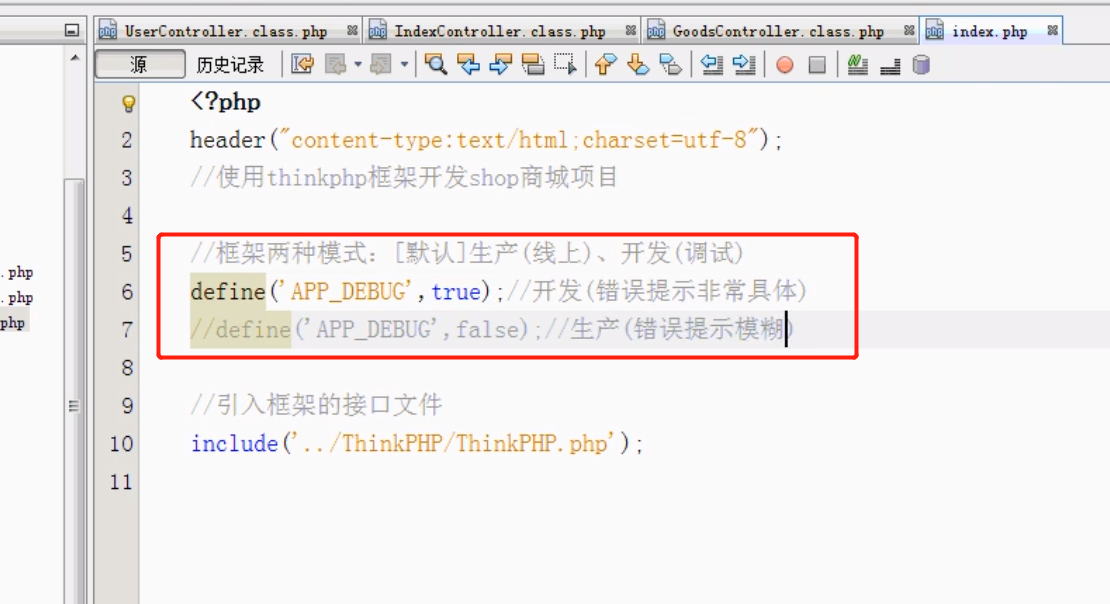 UserController.class.php IndexController.class.php GoodsController.class.php index.php
源 历史记录
<?php
2 header("content-type:text/html;charset=utf-8");
3 //使用thinkphp框架开发shop商城项目
4
5 //框架两种模式：[默认]生产(线上)、开发(调试)
6 define('APP_DEBUG',true);//开发(错误提示非常具体)
7 //define('APP_DEBUG',false);//生产(错误提示模糊)
8
9 //引入框架的接口文件
10 include('../ThinkPHP/ThinkPHP.php');
11
.php
.php
php